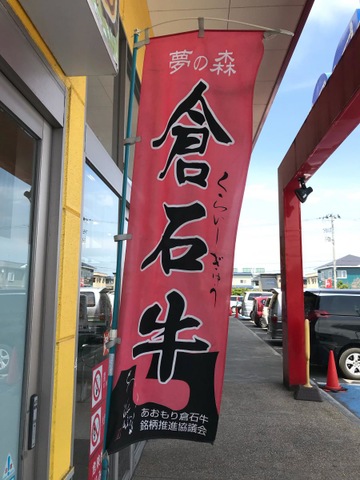 夢の森
倉石牛
くらいしぎゅう
あおもり倉石牛
銘柄推進協議会